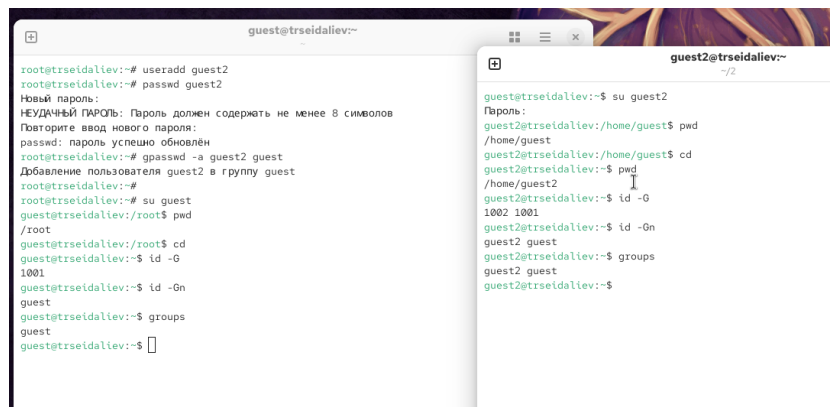 guest@trseidaliev:~
root@trseidaliev:~# useradd guest2
root@trseidaliev:~# passwd guest2
Новый пароль:
НЕУДАЧНЫЙ ПАРОЛЬ: Пароль должен содержать не менее 8 символов
Повторите ввод нового пароля:
passwd: пароль успешно обновлён
root@trseidaliev:~# gpasswd -a guest2 guest
Добавление пользователя guest2 в группу guest
root@trseidaliev:~#
root@trseidaliev:~# su guest
guest@trseidaliev:/root$ pwd
/root
guest@trseidaliev:/root$ cd
guest@trseidaliev:~$ id -G
1001
guest@trseidaliev:~$ id -Gn
guest
guest@trseidaliev:~$ groups
guest
guest@trseidaliev:~$
guest2@trseidaliev:~
~/2
guest@trseidaliev:~$ su guest2
Пароль:
guest2@trseidaliev:/home/guest$ pwd
/home/guest
guest2@trseidaliev:/home/guest$ cd
guest2@trseidaliev:~$ pwd
/home/guest2
guest2@trseidaliev:~$ id -G
1002 1001
guest2@trseidaliev:~$ id -Gn
guest2 guest
guest2@trseidaliev:~$ groups
guest2 guest
guest2@trseidaliev:~$